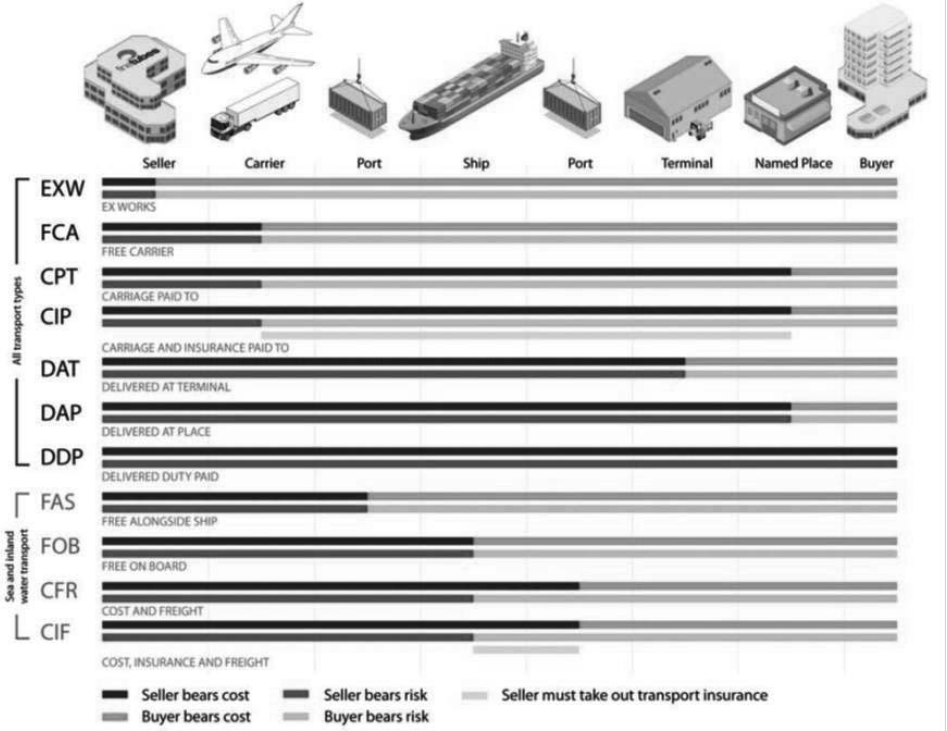 Seller Carrier Port Ship Port Terminal Named Place Buyer
All transport types
EXW
EX WORKS
FCA
FREE CARRIER
CPT
CARRIAGE PAID TO
CIP
CARRIAGE AND INSURANCE PAID TO
DAT
DELIVERED AT TERMINAL
DAP
DELIVERED AT PLACE
DDP
DELIVERED DUTY PAID
Sea and inland
water transport
FAS
FREE ALONGSIDE SHIP
FOB
FREE ON BOARD
CFR
COST AND FREIGHT
CIF
COST, INSURANCE AND FREIGHT
Seller bears cost Seller bears risk Seller must take out transport insurance
Buyer bears cost Buyer bears risk